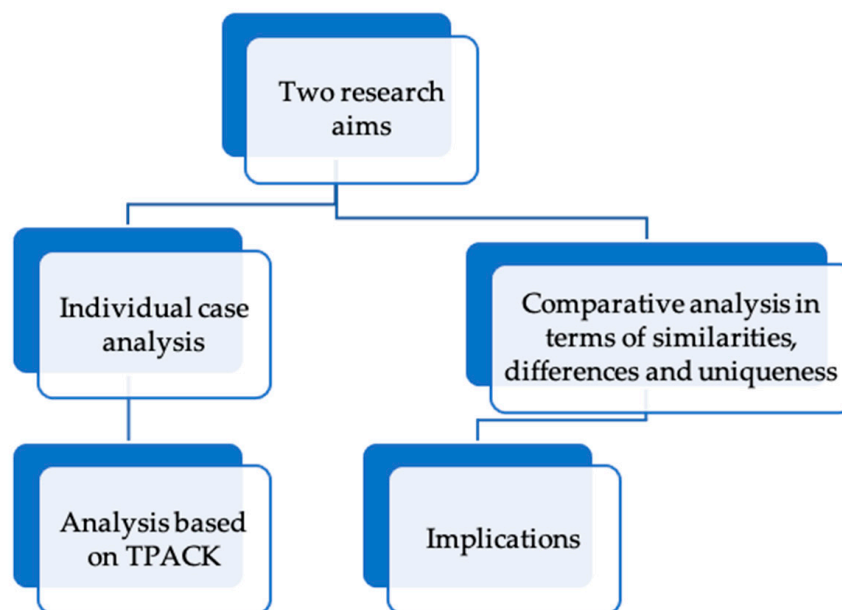 Two research
aims
Individual case
analysis
Comparative analysis in
terms of similarities,
differences and uniqueness
Analysis based
on TPACK
Implications